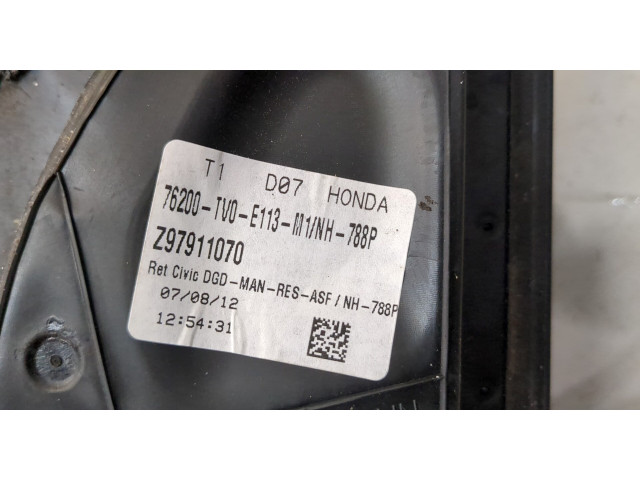 T1 D07 HONDA
76200-TV0-E113-M1/NH-788P
Z97911070
Ret Civic DGD-MAN-RES-ASF/NH-788P
07/08/12
12:54:31